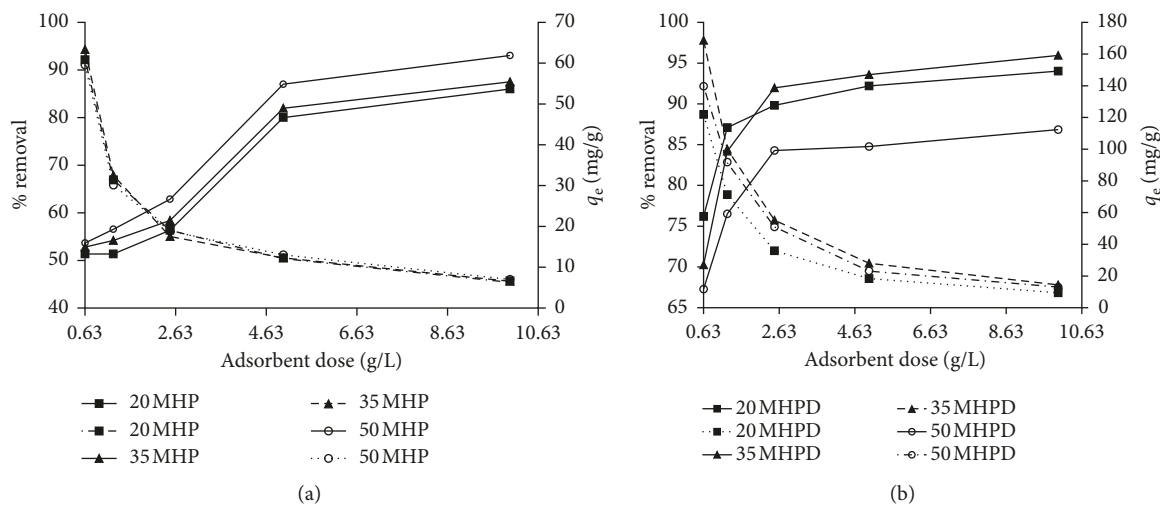 100
90
80
70
60
50
40
% removal
70
60
50
40
30
20
10
0
qe (mg/g)
0.63 2.63 4.63 6.63 8.63 10.63
Adsorbent dose (g/L)
20 MHP 35 MHP
20 MHP 50 MHP
35 MHP 50 MHP
(a)
100
95
90
85
80
75
70
65
% removal
180
160
140
120
100
80
60
40
20
0
qe (mg/g)
0.63 2.63 4.63 6.63 8.63 10.63
Adsorbent dose (g/L)
20 MHPD 35 MHPD
20 MHPD 50 MHPD
35 MHPD 50 MHPD
(b)